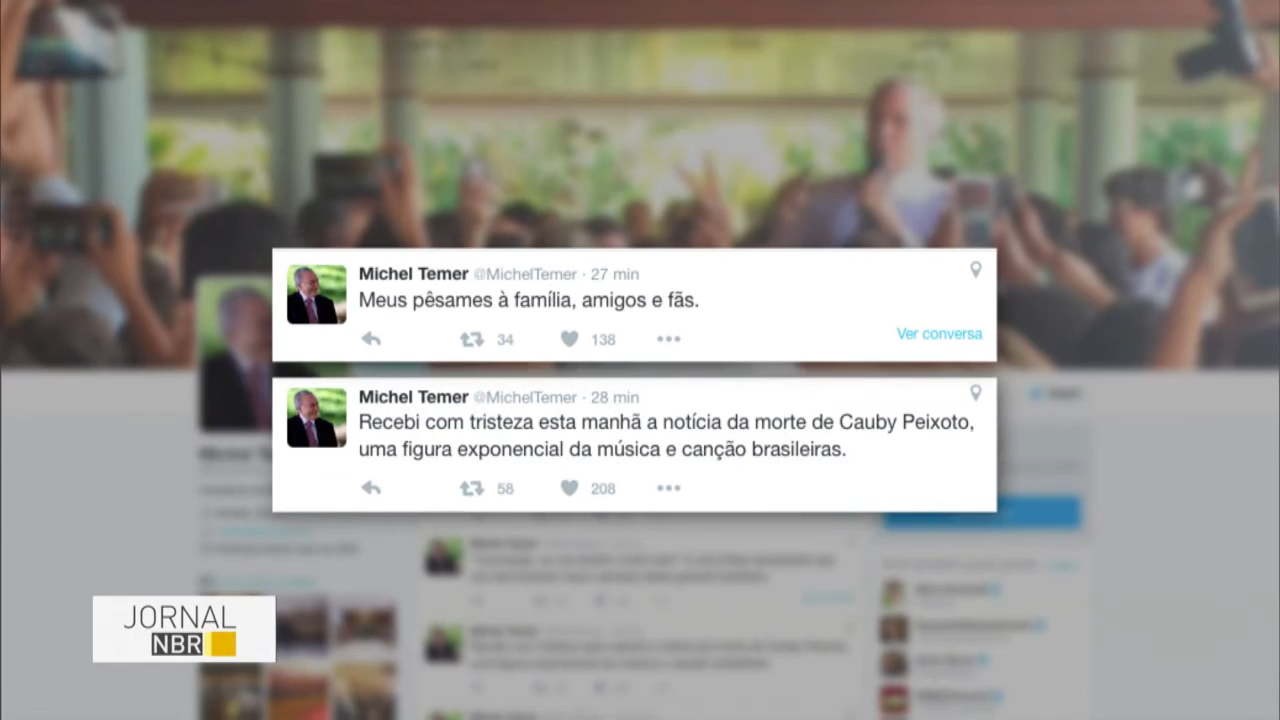 Michel Temer @MichelTemer · 27 min
Meus pêsames à família, amigos e fãs.
34 138
Ver conversa
Michel Temer @MichelTemer · 28 min
Recebi com tristeza esta manhã a notícia da morte de Cauby Peixoto,
uma figura exponencial da música e canção brasileiras.
58 208
JORNAL
NBR